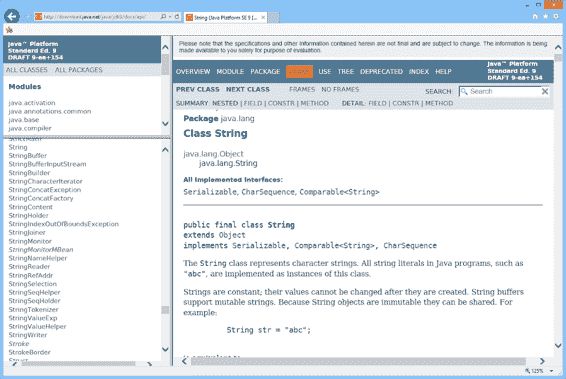 http://download.java.net/java/jdk9/docs/api/
String (Java Platform SE 9 [...
Java™ Platform
Standard Ed. 9
DRAFT 9-ea+154
ALL CLASSES ALL PACKAGES
Modules
java.activation
java.annotations.common
java.base
java.compiler
String
StringBuffer
StringBufferInputStream
StringBuilder
StringCharacterIterator
StringConcatException
StringConcatFactory
StringContent
StringHolder
StringIndexOutOfBoundsException
StringJoiner
StringMonitor
StringMonitorMBean
StringNameHelper
StringReader
StringRefAddr
StringSelection
StringSeqHelper
StringSeqHolder
StringTokenizer
StringValueExp
StringValueHelper
StringWriter
Stroke
StrokeBorder
Struct
Please note that the specifications and other information contained herein are not final and are subject to change. The information is being
made available to you solely for purpose of evaluation.
OVERVIEW MODULE PACKAGE CLASS USE TREE DEPRECATED INDEX HELP
Java™ Platform
Standard Ed. 9
DRAFT 9-ea+154
PREV CLASS NEXT CLASS FRAMES NO FRAMES
SEARCH: Search
SUMMARY: NESTED | FIELD | CONSTR | METHOD DETAIL: FIELD | CONSTR | METHOD
Package java.lang
Class String
java.lang.Object
java.lang.String
All Implemented Interfaces:
Serializable, CharSequence, Comparable<String>
public final class String
extends Object
implements Serializable, Comparable<String>, CharSequence
The String class represents character strings. All string literals in Java programs, such as
"abc", are implemented as instances of this class.
Strings are constant; their values cannot be changed after they are created. String buffers
support mutable strings. Because String objects are immutable they can be shared. For
example:
String str = "abc";
125%